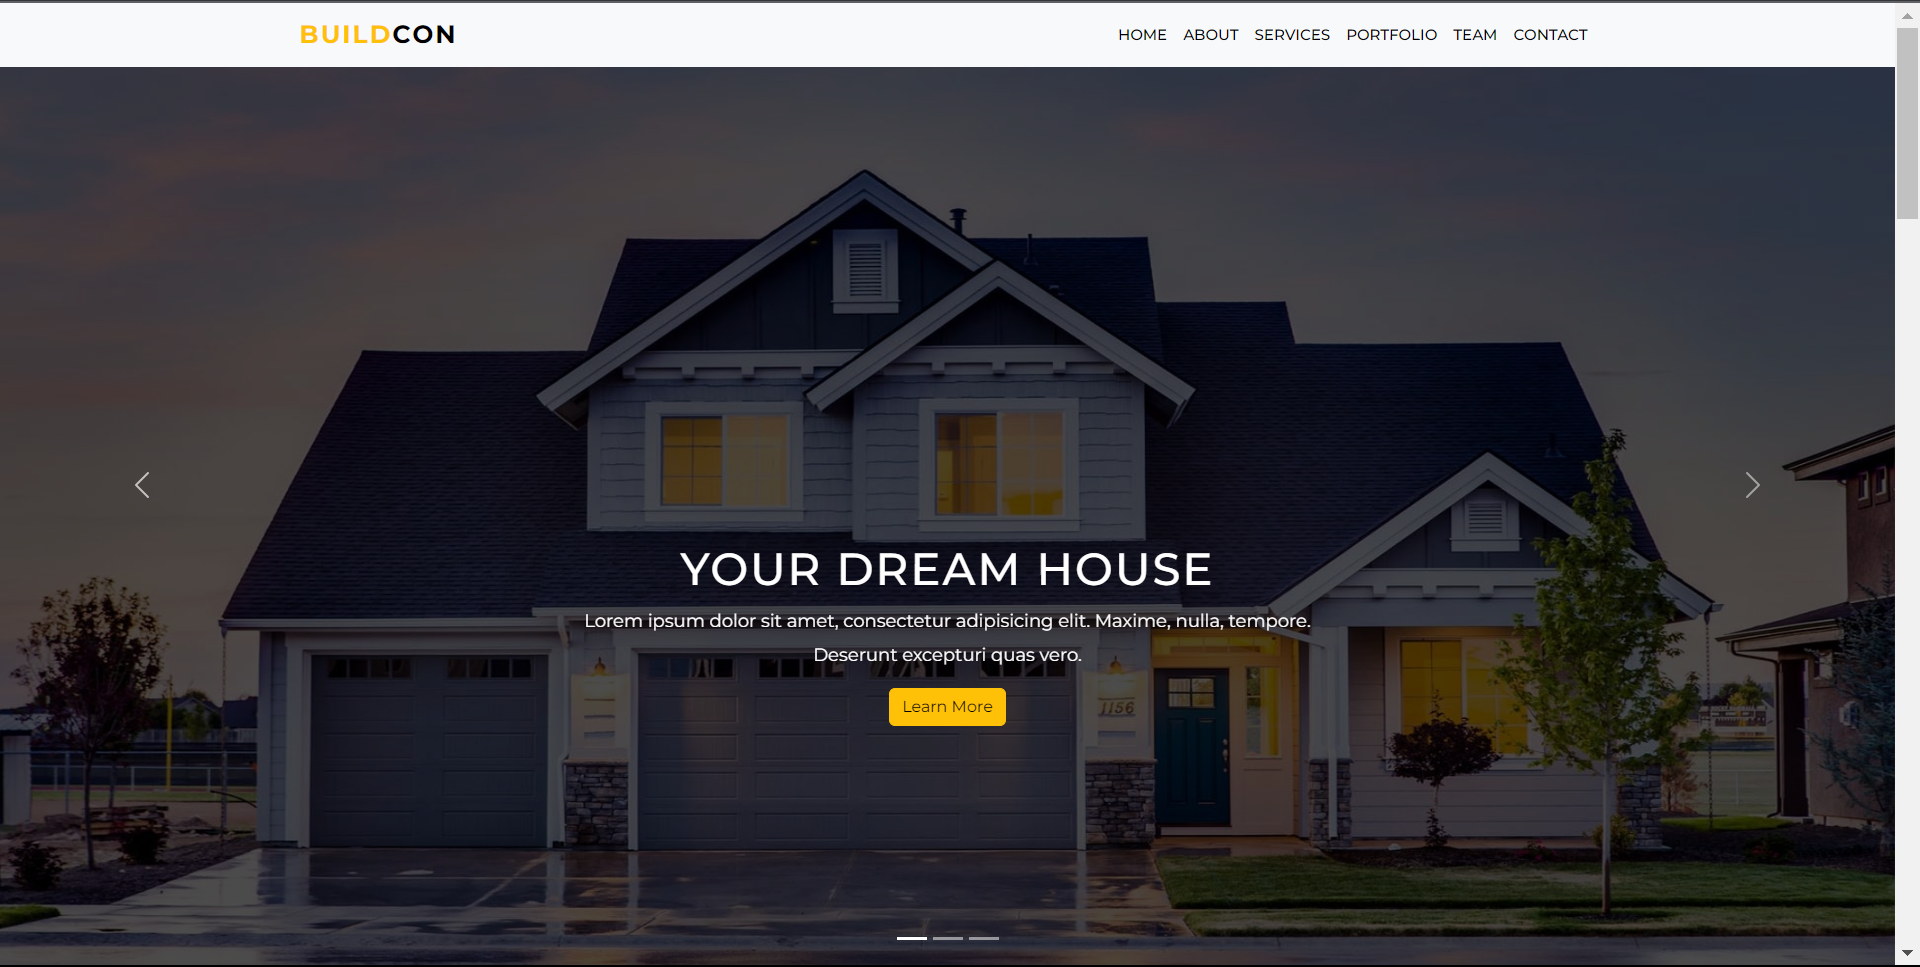 BUILDCON
HOME ABOUT SERVICES PORTFOLIO TEAM CONTACT
YOUR DREAM HOUSE
Lorem ipsum dolor sit amet, consectetur adipisicing elit. Maxime, nulla, tempore.
Deserunt excepturi quas vero.
Learn More
1156